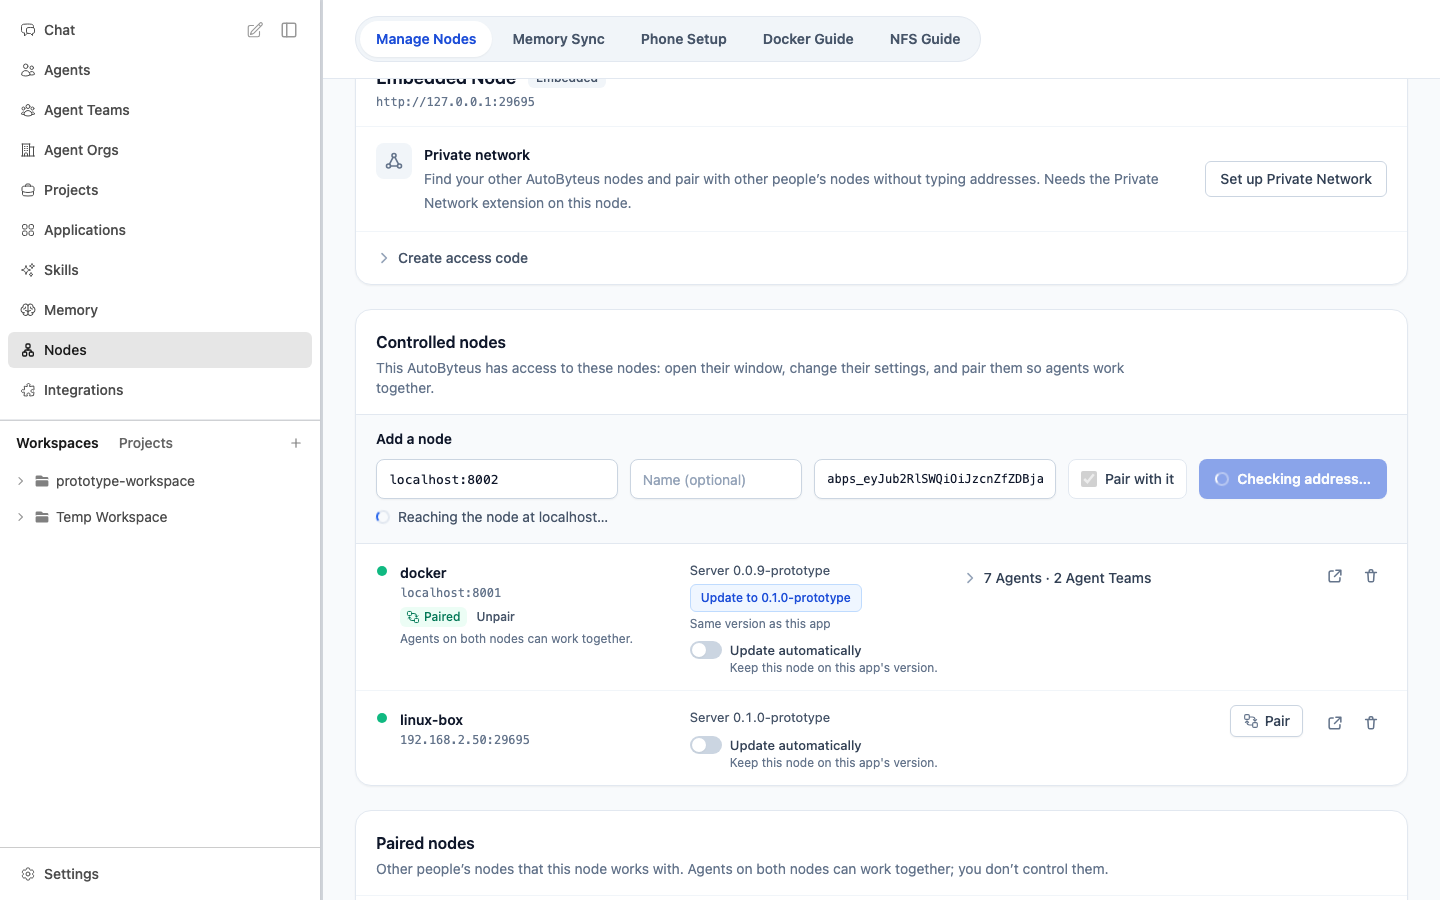 Chat
Agents
Agent Teams
Agent Orgs
Projects
Applications
Skills
Memory
Nodes
Integrations
Workspaces
Projects
prototype-workspace
Temp Workspace
Settings
Manage Nodes
Memory Sync
Phone Setup
Docker Guide
NFS Guide
Embedded Node
Embedded
http://127.0.0.1:29695
Private network
Find your other AutoByteus nodes and pair with other people’s nodes without typing addresses. Needs the Private
Network extension on this node.
Set up Private Network
Create access code
Controlled nodes
This AutoByteus has access to these nodes: open their window, change their settings, and pair them so agents work
together.
Add a node
localhost:8002
Name (optional)
abps_eyJub2RlSWQiOiJzcnZfZDBja
Pair with it
Checking address...
Reaching the node at localhost...
docker
localhost:8001
Paired
Unpair
Agents on both nodes can work together.
Server 0.0.9-prototype
Update to 0.1.0-prototype
Same version as this app
Update automatically
Keep this node on this app's version.
7 Agents · 2 Agent Teams
linux-box
192.168.2.50:29695
Server 0.1.0-prototype
Update automatically
Keep this node on this app's version.
Pair
Paired nodes
Other people’s nodes that this node works with. Agents on both nodes can work together; you don’t control them.